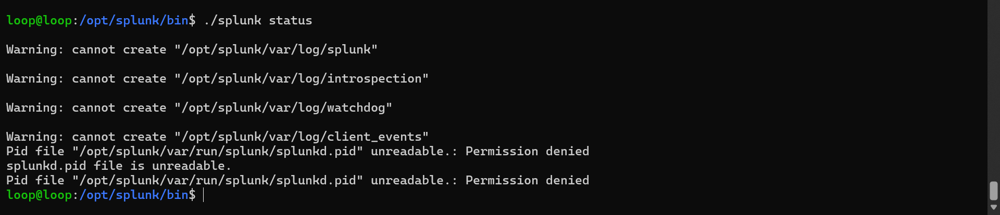 loop@loop:/opt/splunk/bin$ ./splunk status
Warning: cannot create "/opt/splunk/var/log/splunk"
Warning: cannot create "/opt/splunk/var/log/introspection"
Warning: cannot create "/opt/splunk/var/log/watchdog"
Warning: cannot create "/opt/splunk/var/log/client_events"
Pid file "/opt/splunk/var/run/splunk/splunkd.pid" unreadable.: Permission denied
splunkd.pid file is unreadable.
Pid file "/opt/splunk/var/run/splunk/splunkd.pid" unreadable.: Permission denied
loop@loop:/opt/splunk/bin$